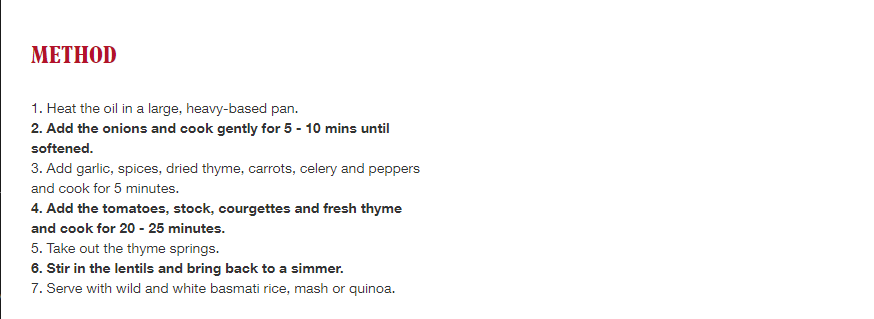 METHOD
1. Heat the oil in a large, heavy-based pan.
2. Add the onions and cook gently for 5 - 10 mins until
softened.
3. Add garlic, spices, dried thyme, carrots, celery and peppers
and cook for 5 minutes.
4. Add the tomatoes, stock, courgettes and fresh thyme
and cook for 20 - 25 minutes.
5. Take out the thyme springs.
6. Stir in the lentils and bring back to a simmer.
7. Serve with wild and white basmati rice, mash or quinoa.